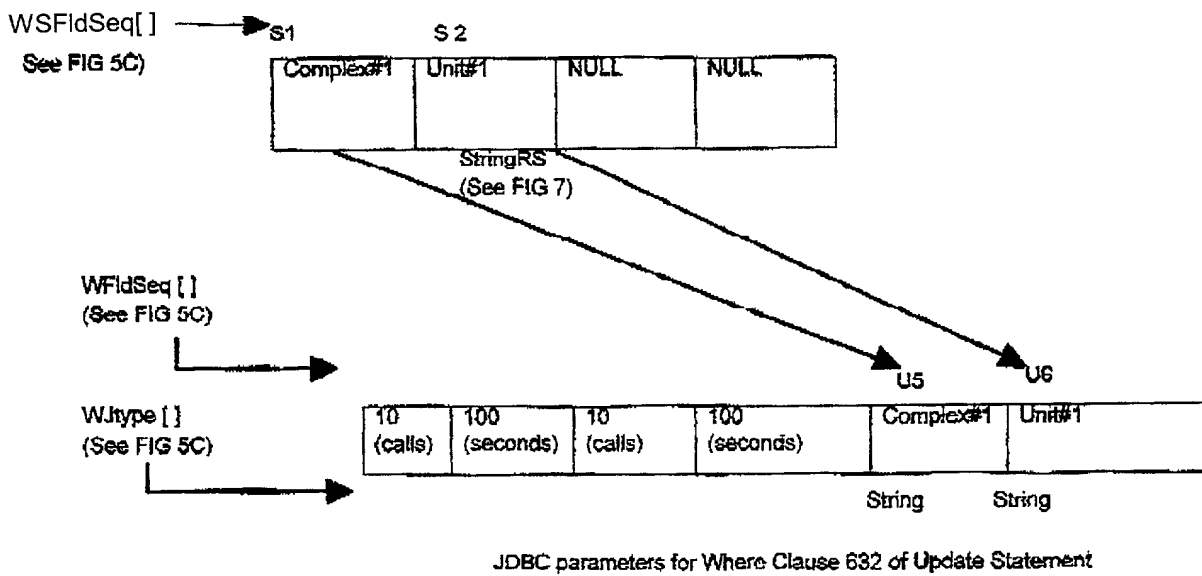 WSFldSeq[ ]
See FIG 5C)
S1 S 2
Complex#1 Unit#1 NULL NULL
StringRS
(See FIG 7)
WFldSeq [ ]
(See FIG 5C)
U5 U6
WJtype [ ]
(See FIG 5C)
10 100 10 100 Complex#1 Unit#1
(calls) (seconds) (calls) (seconds)
String String
JDBC parameters for Where Clause 632 of Update Statement